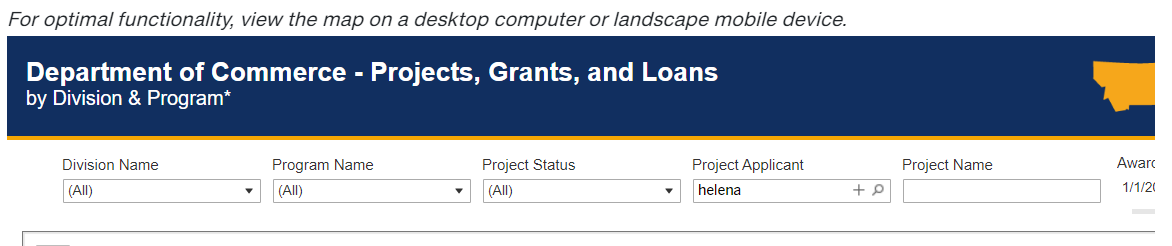 For optimal functionality, view the map on a desktop computer or landscape mobile device.
Department of Commerce - Projects, Grants, and Loans
by Division & Program*
Division Name
Program Name
Project Status
Project Applicant
Project Name
(All)
(All)
(All)
helena